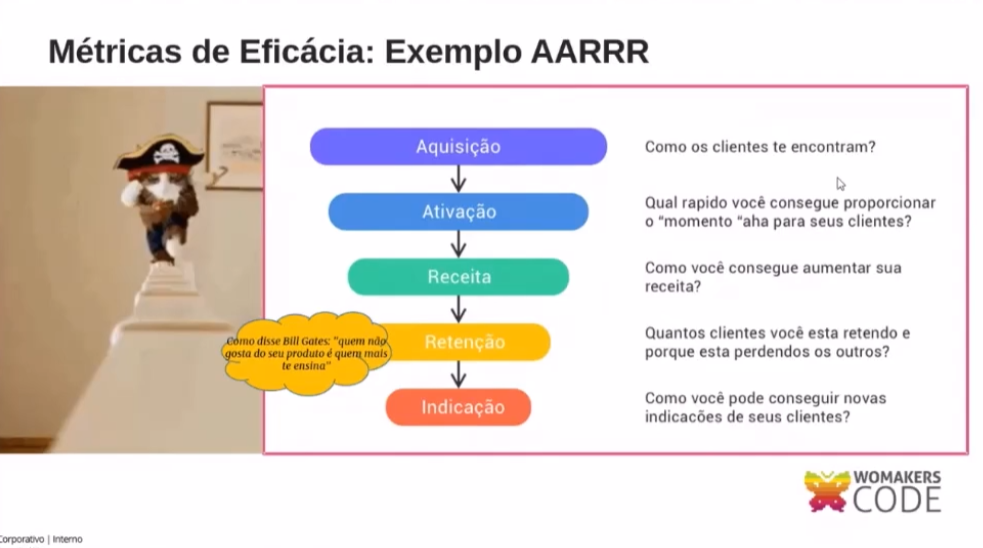 Métricas de Eficácia: Exemplo AARRR
Aquisição
Como os clientes te encontram?
Ativação
Qual rapido você consegue proporcionar
o "momento "aha para seus clientes?
Receita
Como você consegue aumentar sua
receita?
Como disse Bill Gates: "quem não
gosta do seu produto é quem mais
te ensina"
Retenção
Quantos clientes você esta retendo e
porque esta perdendo os outros?
Indicação
Como você pode conseguir novas
indicacões de seus clientes?
WOMAKERS
CODE
Corporativo | Interno